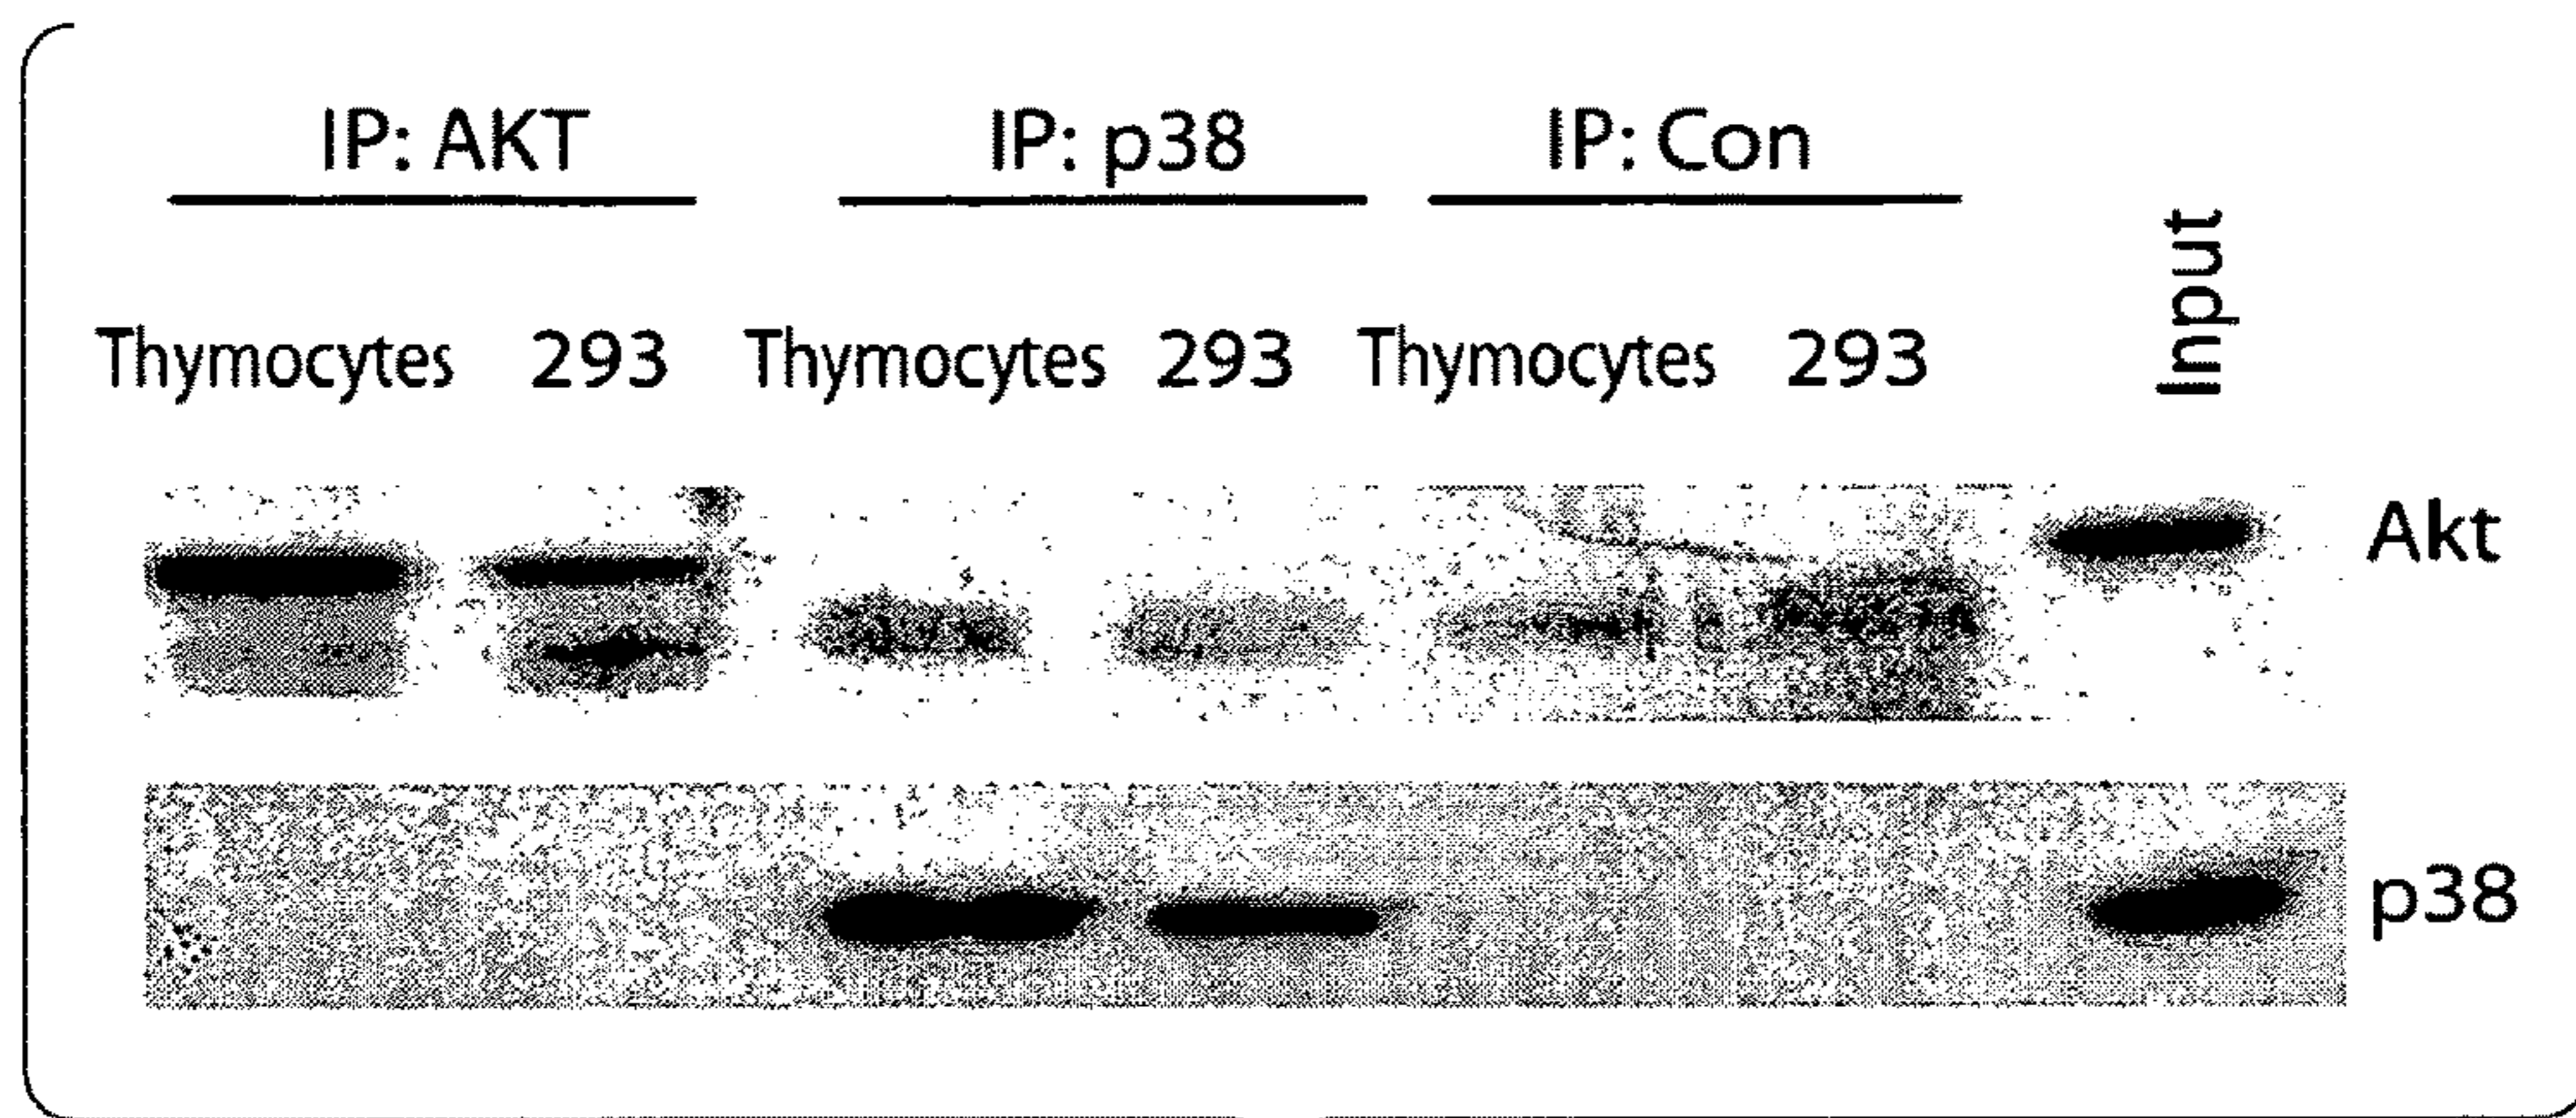 IP: AKT IP: p38 IP: Con
Input
Thymocytes 293 Thymocytes 293 Thymocytes 293
Akt
p38